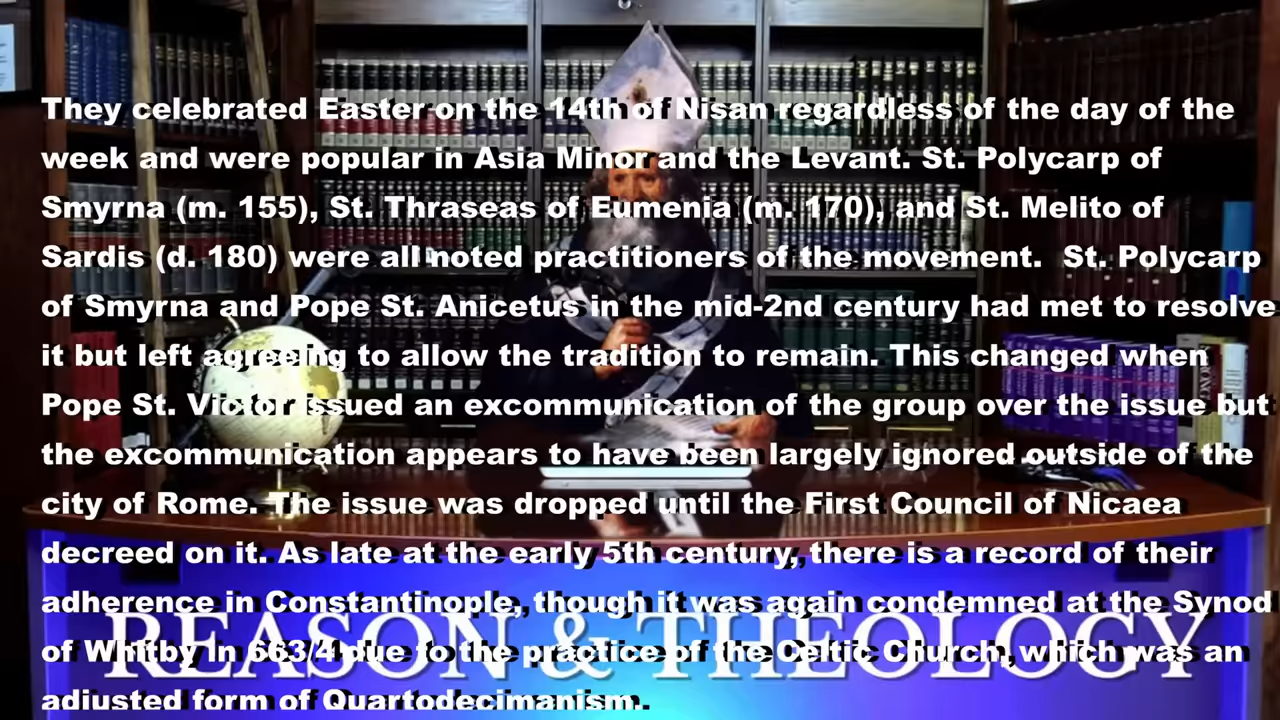 They celebrated Easter on the 14th of Nisan regardless of the day of the
week and were popular in Asia Minor and the Levant. St. Polycarp of
Smyrna (m. 155), St. Thraseas of Eumenia (m. 170), and St. Melito of
Sardis (d. 180) were all noted practitioners of the movement. St. Polycarp
of Smyrna and Pope St. Anicetus in the mid-2nd century had met to resolve
it but left agreeing to allow the tradition to remain. This changed when
Pope St. Victor issued an excommunication of the group over the issue but
the excommunication appears to have been largely ignored outside of the
city of Rome. The issue was dropped until the First Council of Nicaea
decreed on it. As late at the early 5th century, there is a record of their
adherence in Constantinople, though it was again condemned at the Synod
of Whitby in 663/4 due to the practice of the Celtic Church, which was an
adjusted form of Quartodecimanism.
REASON & THEOLOGY